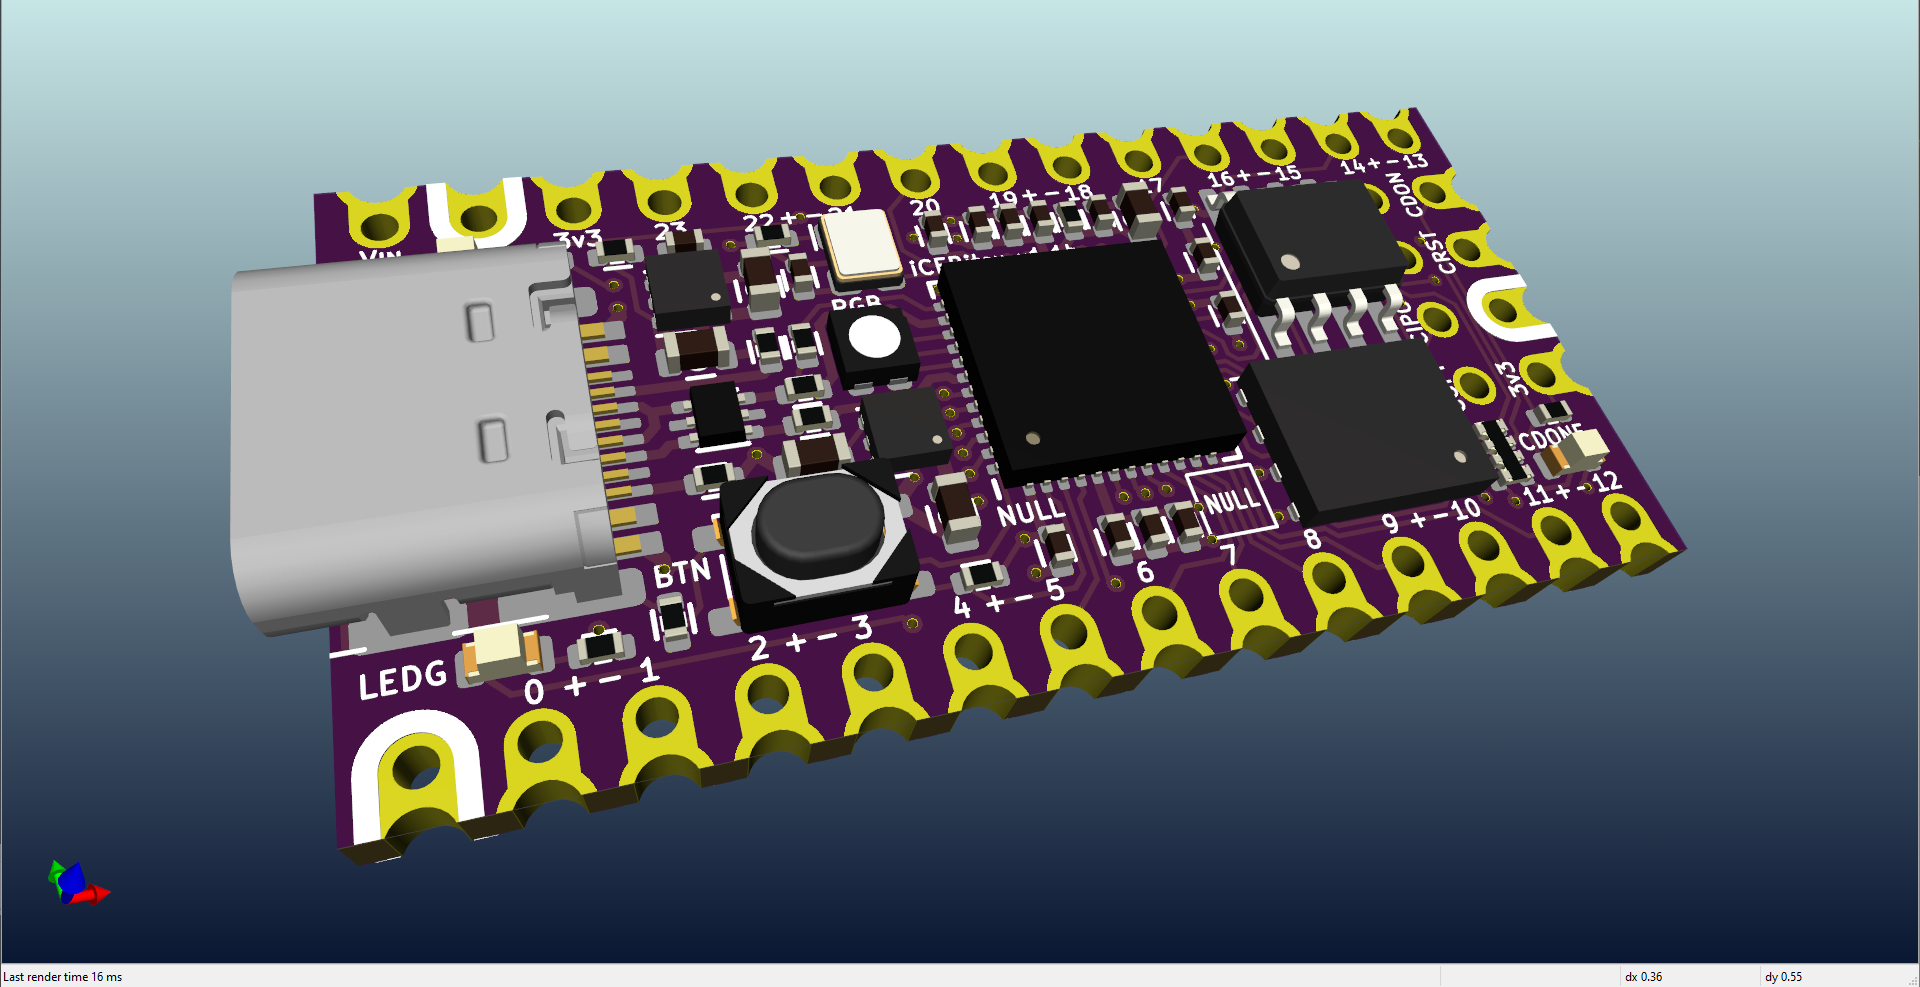 14+-13
16+-15
17
19+-18
20
22+-21
23
3v3
VIN
CDON
CRST
RGB
3v3
CDONE
11+-12
9+-10
NULL
NULL
8
7
6
BTN
4+-5
2+-3
LEDG
0+-1
Last render time 16 ms
dx 0.36
dy 0.55